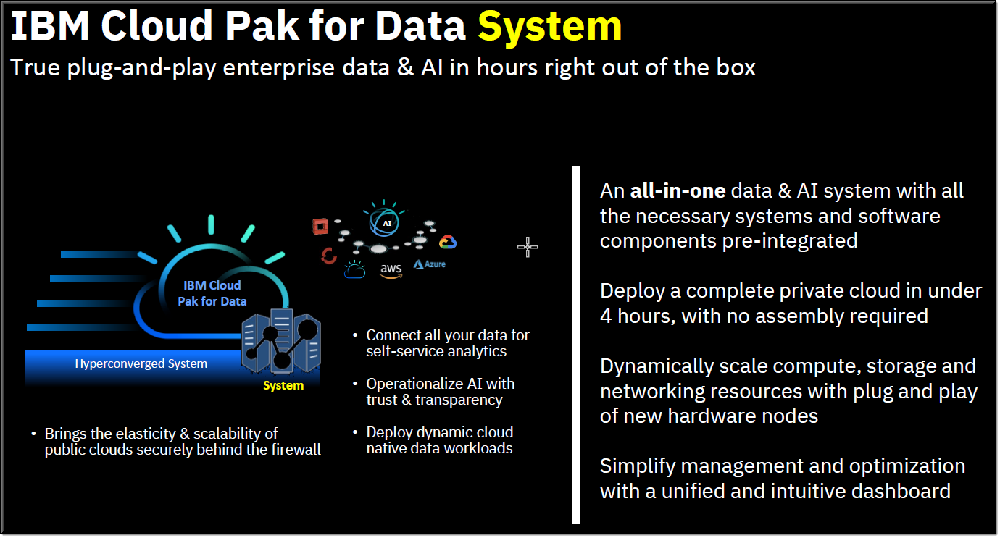 IBM Cloud Pak for Data System
True plug-and-play enterprise data & AI in hours right out of the box
AI
aws
Azure
IBM Cloud
Pak for Data
Hyperconverged System
System
• Brings the elasticity & scalability of
public clouds securely behind the firewall
• Connect all your data for
self-service analytics
• Operationalize AI with
trust & transparency
• Deploy dynamic cloud
native data workloads
An all-in-one data & AI system with all
the necessary systems and software
components pre-integrated
Deploy a complete private cloud in under
4 hours, with no assembly required
Dynamically scale compute, storage and
networking resources with plug and play
of new hardware nodes
Simplify management and optimization
with a unified and intuitive dashboard